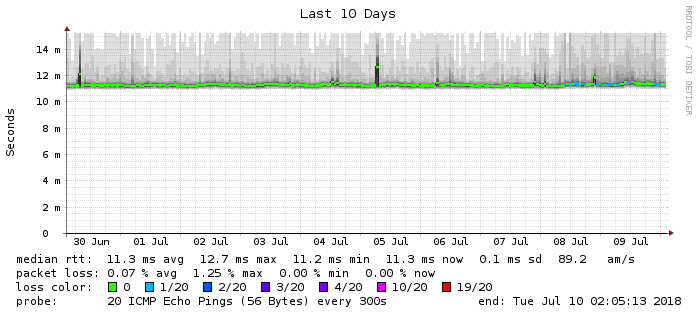 Last 10 Days
RRDTOOL / TOBI OETIKER
Seconds
14 m
12 m
10 m
8 m
6 m
4 m
2 m
0
30 Jun 01 Jul 02 Jul 03 Jul 04 Jul 05 Jul 06 Jul 07 Jul 08 Jul 09 Jul
median rtt: 11.3 ms avg 12.7 ms max 11.2 ms min 11.3 ms now 0.1 ms sd 89.2 am/s
packet loss: 0.07 % avg 1.25 % max 0.00 % min 0.00 % now
loss color: 0 1/20 2/20 3/20 4/20 10/20 19/20
probe: 20 ICMP Echo Pings (56 Bytes) every 300s end: Tue Jul 10 02:05:13 2018